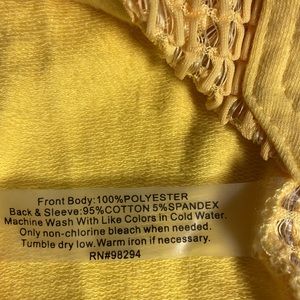 Front Body:100%POLYESTER
Back & Sleeve:95%COTTON 5%SPANDEX
Machine Wash With Like Colors in Cold Water.
Only non-chlorine bleach when needed.
Tumble dry low.Warm iron if necessary.
RN#98294